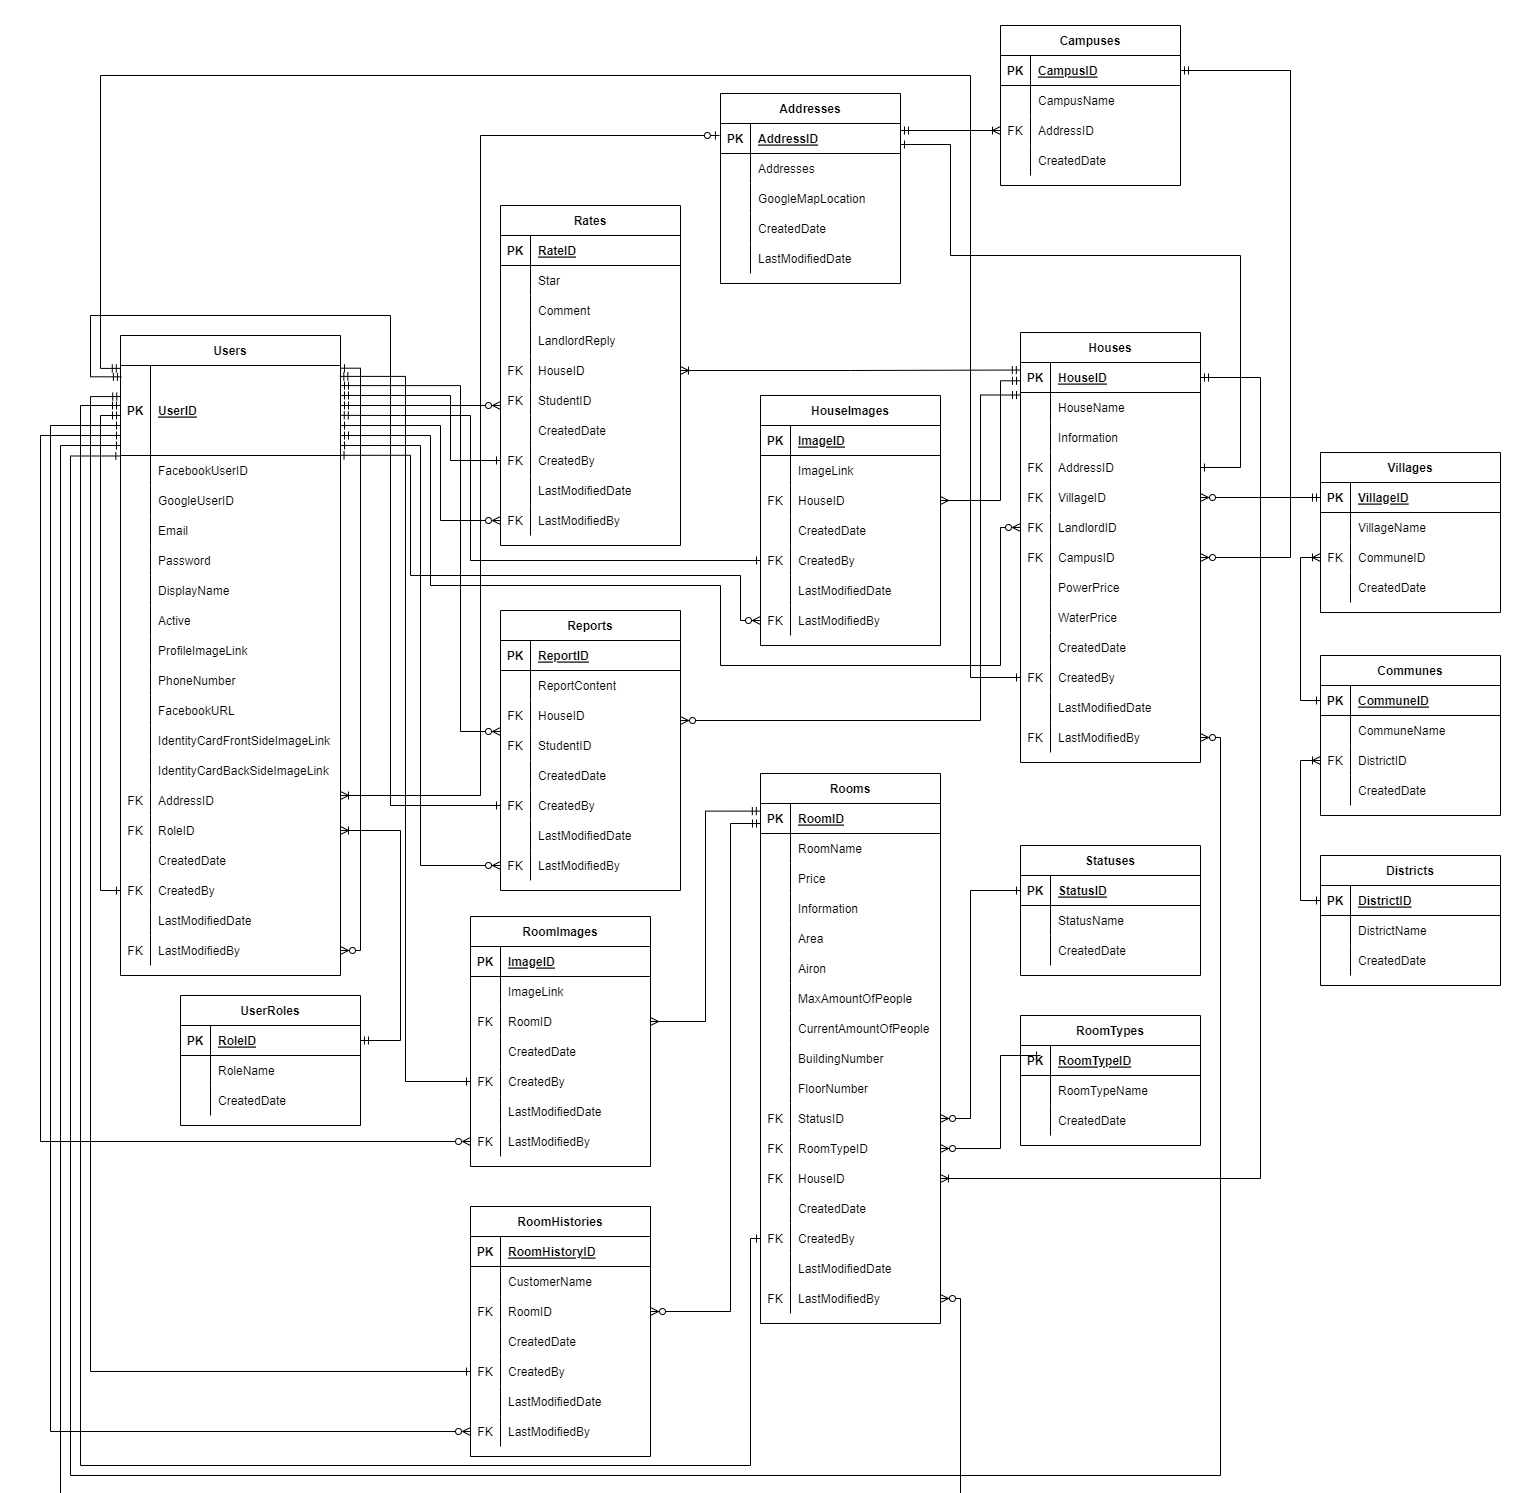 Campuses
PK CampusID
CampusName
FK AddressID
CreatedDate
Addresses
PK AddressID
Addresses
GoogleMapLocation
CreatedDate
LastModifiedDate
Rates
PK RateID
Star
Comment
LandlordReply
FK HouseID
FK StudentID
CreatedDate
FK CreatedBy
LastModifiedDate
FK LastModifiedBy
Users
PK UserID
FacebookUserID
GoogleUserID
Email
Password
DisplayName
Active
ProfileImageLink
PhoneNumber
FacebookURL
IdentityCardFrontSideImageLink
IdentityCardBackSideImageLink
FK AddressID
FK RoleID
CreatedDate
FK CreatedBy
LastModifiedDate
FK LastModifiedBy
Houses
PK HouseID
HouseName
Information
FK AddressID
FK VillageID
FK LandlordID
FK CampusID
PowerPrice
WaterPrice
CreatedDate
FK CreatedBy
LastModifiedDate
FK LastModifiedBy
HouseImages
PK ImageID
ImageLink
FK HouseID
CreatedDate
FK CreatedBy
LastModifiedDate
FK LastModifiedBy
Villages
PK VillageID
VillageName
FK CommuneID
CreatedDate
Reports
PK ReportID
ReportContent
FK HouseID
FK StudentID
CreatedDate
FK CreatedBy
LastModifiedDate
FK LastModifiedBy
Communes
PK CommuneID
CommuneName
FK DistrictID
CreatedDate
Rooms
PK RoomID
RoomName
Price
Information
Area
Airon
MaxAmountOfPeople
CurrentAmountOfPeople
BuildingNumber
FloorNumber
FK StatusID
FK RoomTypeID
FK HouseID
CreatedDate
FK CreatedBy
LastModifiedDate
FK LastModifiedBy
Statuses
PK StatusID
StatusName
CreatedDate
Districts
PK DistrictID
DistrictName
CreatedDate
RoomImages
PK ImageID
ImageLink
FK RoomID
CreatedDate
FK CreatedBy
LastModifiedDate
FK LastModifiedBy
UserRoles
PK RoleID
RoleName
CreatedDate
RoomTypes
PK RoomTypeID
RoomTypeName
CreatedDate
RoomHistories
PK RoomHistoryID
CustomerName
FK RoomID
CreatedDate
FK CreatedBy
LastModifiedDate
FK LastModifiedBy